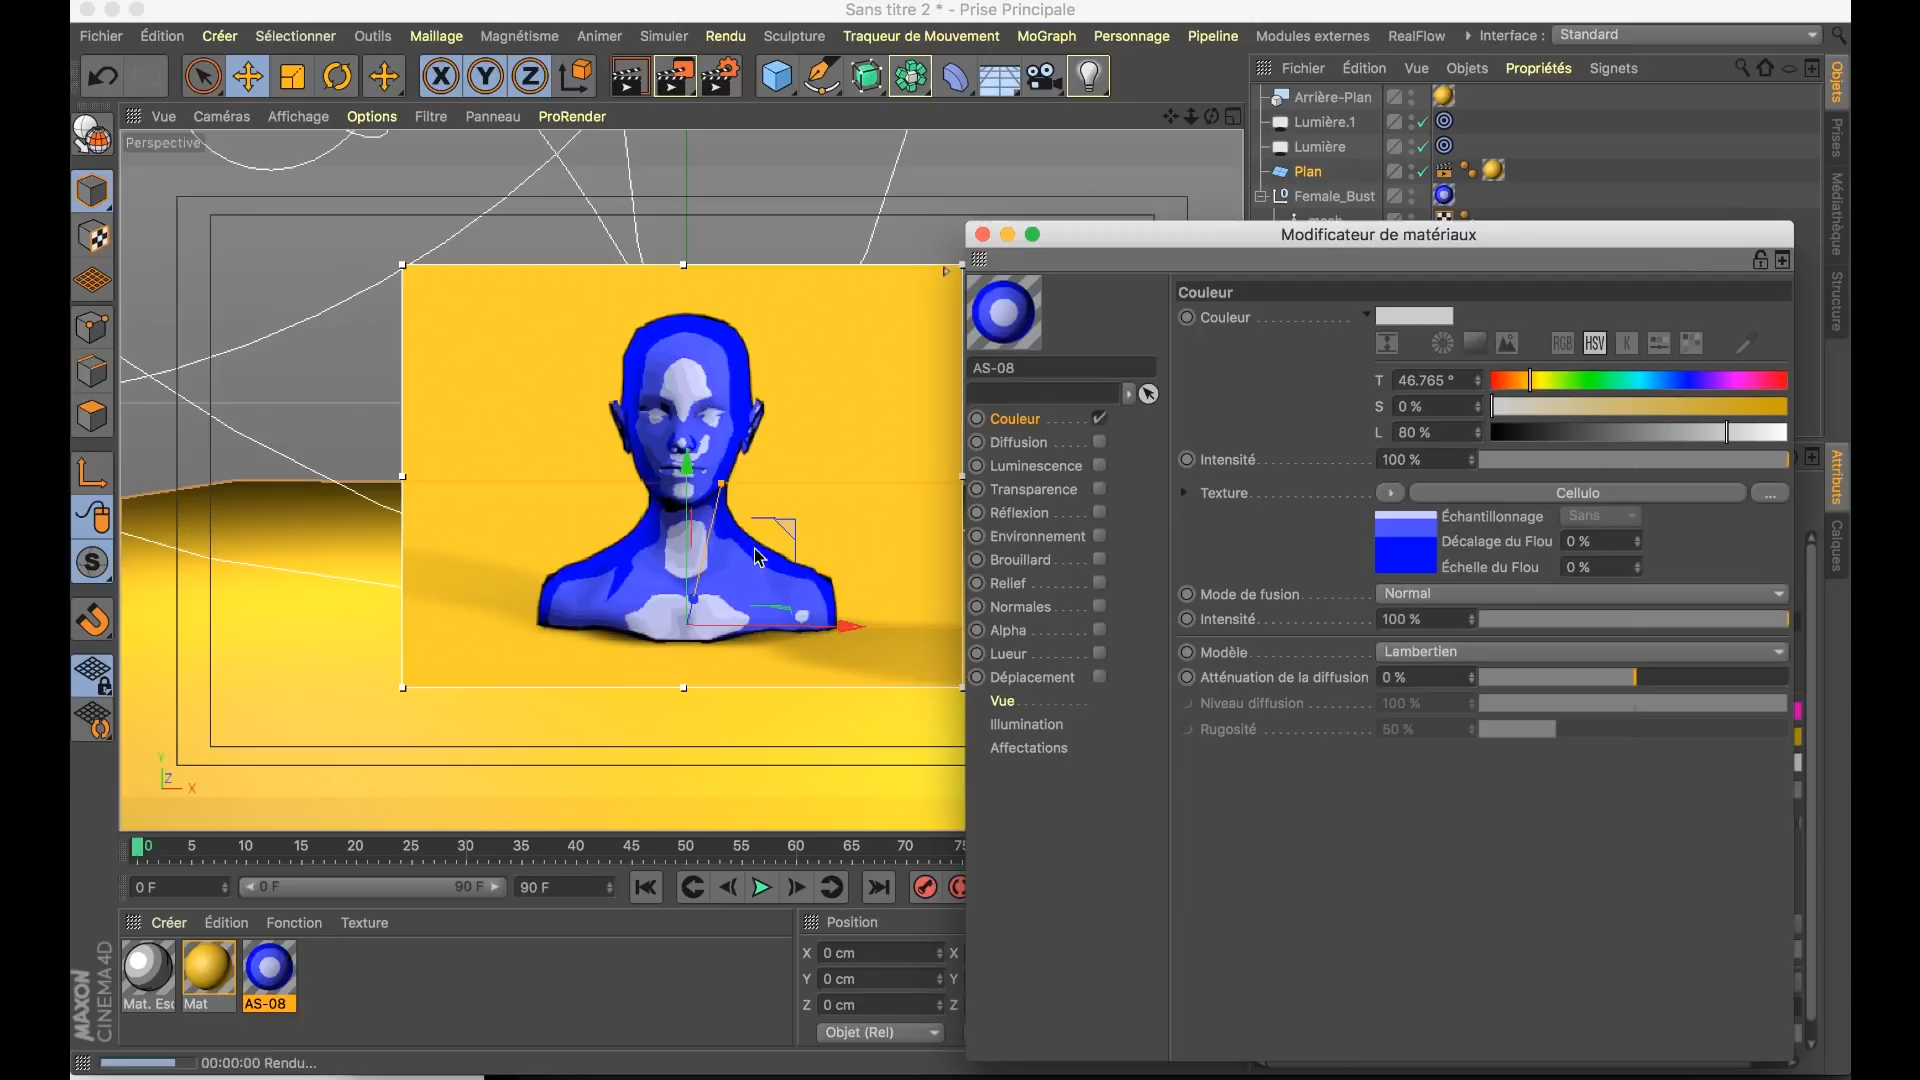 Sans titre 2 * - Prise Principale
Fichier Édition Créer Sélectionner Outils Maillage Magnétisme Animer Simuler Rendu Sculpture Traqueur de Mouvement MoGraph Personnage Pipeline Modules externes RealFlow Interface : Standard
X Y Z
Fichier Édition Vue Objets Propriétés Signets
Vue Caméras Affichage Options Filtre Panneau ProRender
Perspective
Arrière-Plan
Lumière.1
Lumière
Plan
Female_Bust
Objets
Prises
Médiathèque
Structure
Attributs
Calques
Modificateur de matériaux
AS-08
Couleur
Diffusion
Luminescence
Transparence
Réflexion
Environnement
Brouillard
Relief
Normales
Alpha
Lueur
Déplacement
Vue
Illumination
Affectations
Couleur
Couleur
RGB HSV K
T 46.765 °
S 0 %
L 80 %
Intensité 100 %
Texture Cellulo ...
Échantillonnage Sans
Décalage du Flou 0 %
Échelle du Flou 0 %
Mode de fusion Normal
Intensité 100 %
Modèle Lambertien
Atténuation de la diffusion 0 %
Niveau diffusion 100 %
Rugosité 50 %
Y
Z
X
0 5 10 15 20 25 30 35 40 45 50 55 60 65 70
0 F 0 F 90 F 90 F
Créer Édition Fonction Texture
Position
X 0 cm X
Y 0 cm Y
Z 0 cm Z
Objet (Rel)
Mat. Esc Mat AS-08
MAXON
CINEMA 4D
00:00:00 Rendu...